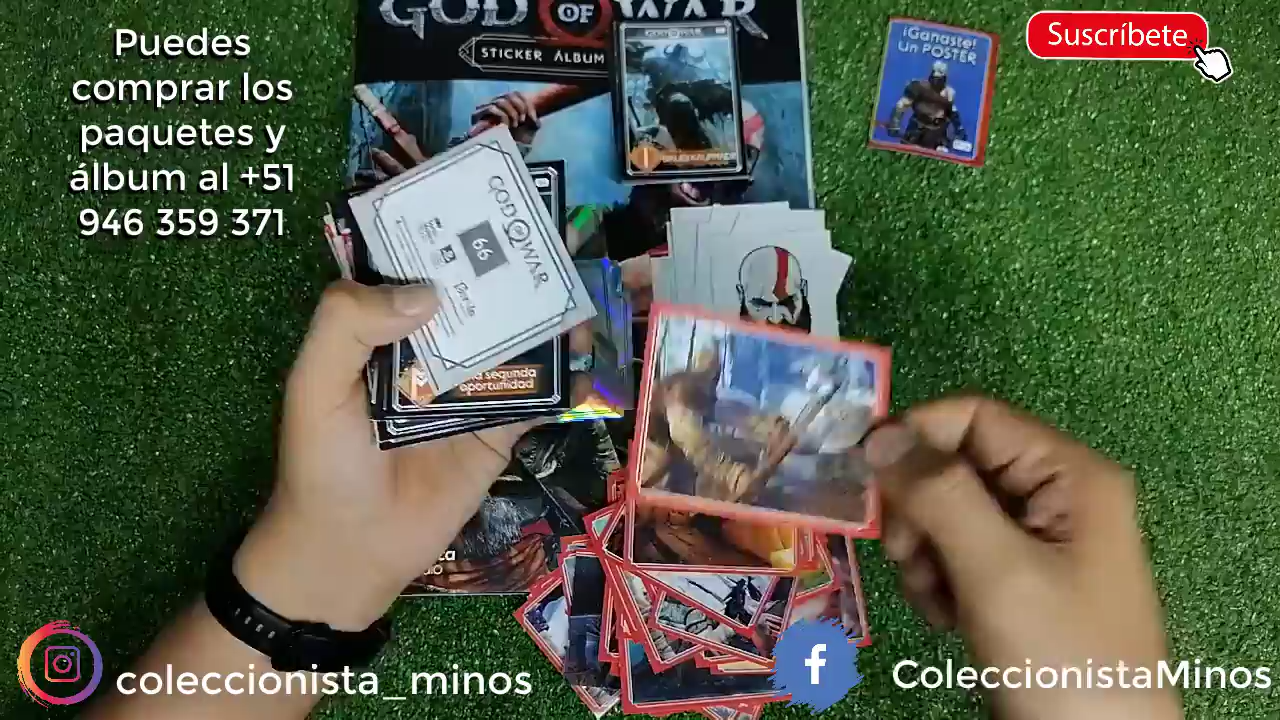 Puedes
comprar los
paquetes y
álbum al +51
946 359 371
GOD OF WAR
STICKER ÁLBUM
¡Ganaste!
Un POSTER
Suscríbete
GOD OF WAR
66
segunda
oportunidad
coleccionista_minos
f
ColeccionistaMinos